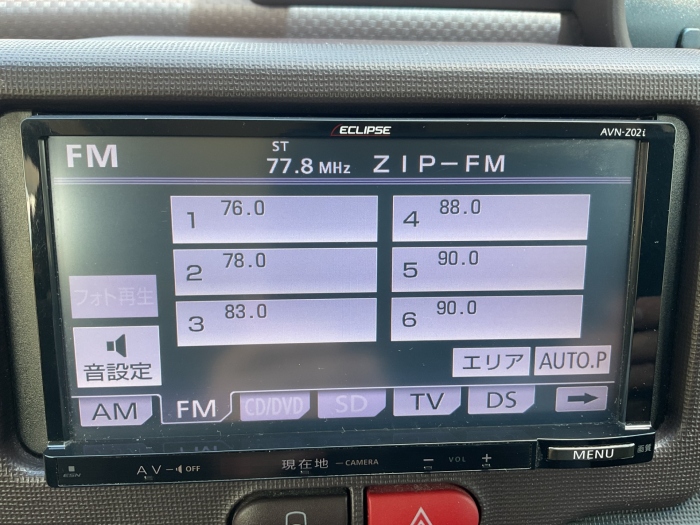 ECLIPSE
AVN-Z02i
FM
ST
77.8 MHz ZIP-FM
1 76.0
4 88.0
2 78.0
5 90.0
3 83.0
6 90.0
フォト再生
音設定
エリア AUTO.P
AM FM CD/DVD SD TV DS
AV- OFF 現在地 -CAMERA - VOL + MENU 画質